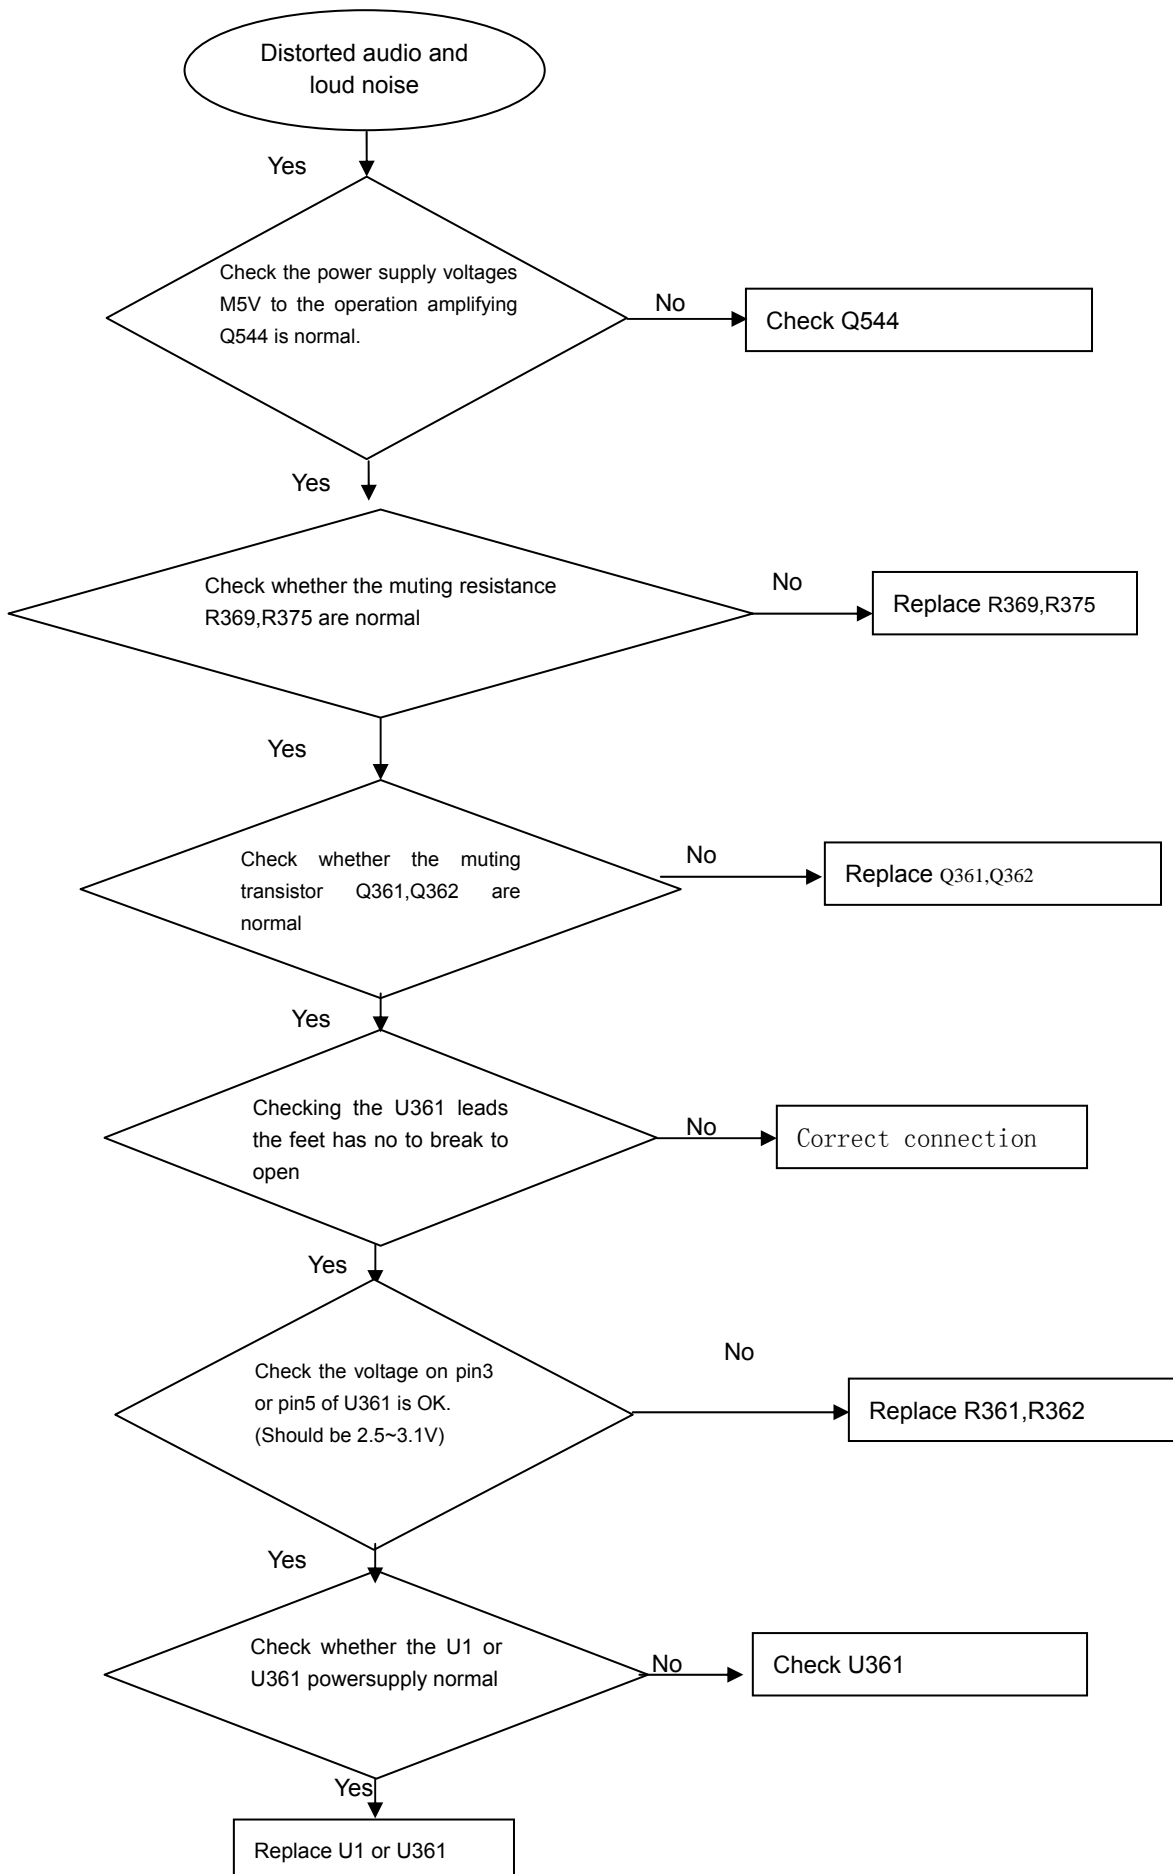 Distorted audio and
loud noise
Yes
Check the power supply voltages
M5V to the operation amplifying
Q544 is normal.
No
Check Q544
Yes
Check whether the muting resistance
R369,R375 are normal
No
Replace R369,R375
Yes
Check whether the muting
transistor Q361,Q362 are
normal
No
Replace Q361,Q362
Yes
Checking the U361 leads
the feet has no to break to
open
No
Correct connection
Yes
Check the voltage on pin3
or pin5 of U361 is OK.
(Should be 2.5~3.1V)
No
Replace R361,R362
Yes
Check whether the U1 or
U361 powersupply normal
No
Check U361
Yes
Replace U1 or U361